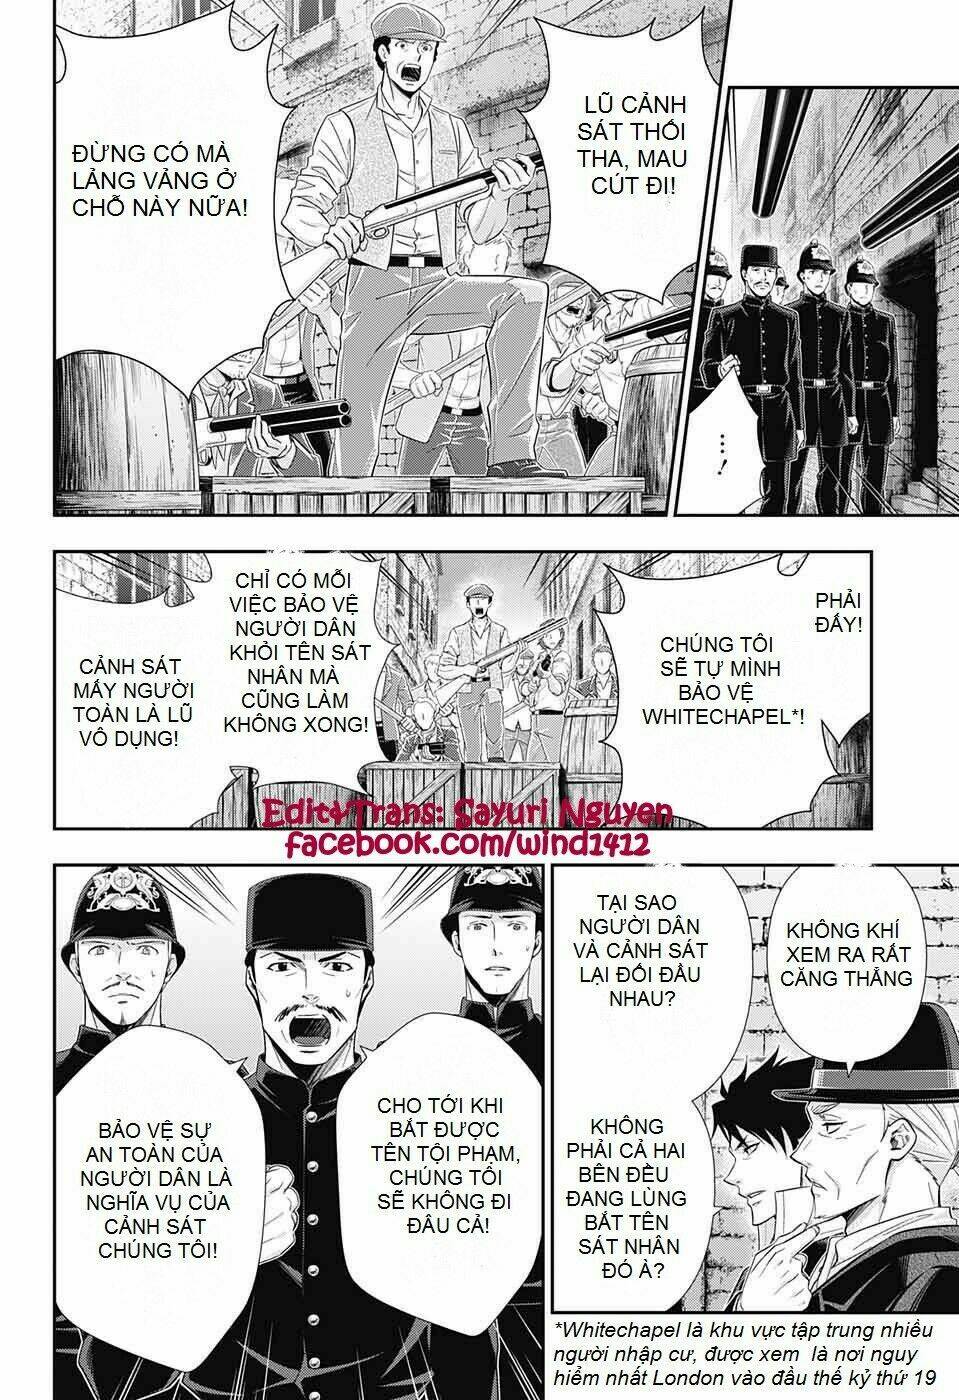 LŨ CẢNH
SÁT THỐI
THA, MAU
CÚT ĐI!
ĐỪNG CÓ MÀ
LẢNG VẢNG Ở
CHỖ NÀY NỮA!
...!
PHẢI
ĐẤY!
CHÚNG TÔI
SẼ TỰ MÌNH
BẢO VỆ
WHITECHAPEL*!
CHỈ CÓ MỖI
VIỆC BẢO VỆ
NGƯỜI DÂN
KHỎI TÊN SÁT
NHÂN MÀ
CŨNG LÀM
KHÔNG XONG!
CẢNH SÁT
MẤY NGƯỜI
TOÀN LÀ LŨ
VÔ DỤNG!
Edit&Trans: Sayuri Nguyen
facebook.com/wind1412
KHÔNG KHÍ
XEM RA RẤT
CĂNG THẲNG
TẠI SAO
NGƯỜI DÂN
VÀ CẢNH SÁT
LẠI ĐỐI ĐẦU
NHAU?
KHÔNG
PHẢI CẢ HAI
BÊN ĐỀU
ĐANG LÙNG
BẮT TÊN
SÁT NHÂN
ĐÓ À?
CHO TỚI KHI
BẮT ĐƯỢC
TÊN TỘI PHẠM,
CHÚNG TÔI
SẼ KHÔNG ĐI
ĐÂU CẢ!
BẢO VỆ SỰ
AN TOÀN CỦA
NGƯỜI DÂN LÀ
NGHĨA VỤ CỦA
CẢNH SÁT
CHÚNG TÔI!
*Whitechapel là khu vực tập trung nhiều
người nhập cư, được xem là nơi nguy
hiểm nhất London vào đầu thế kỷ thứ 19